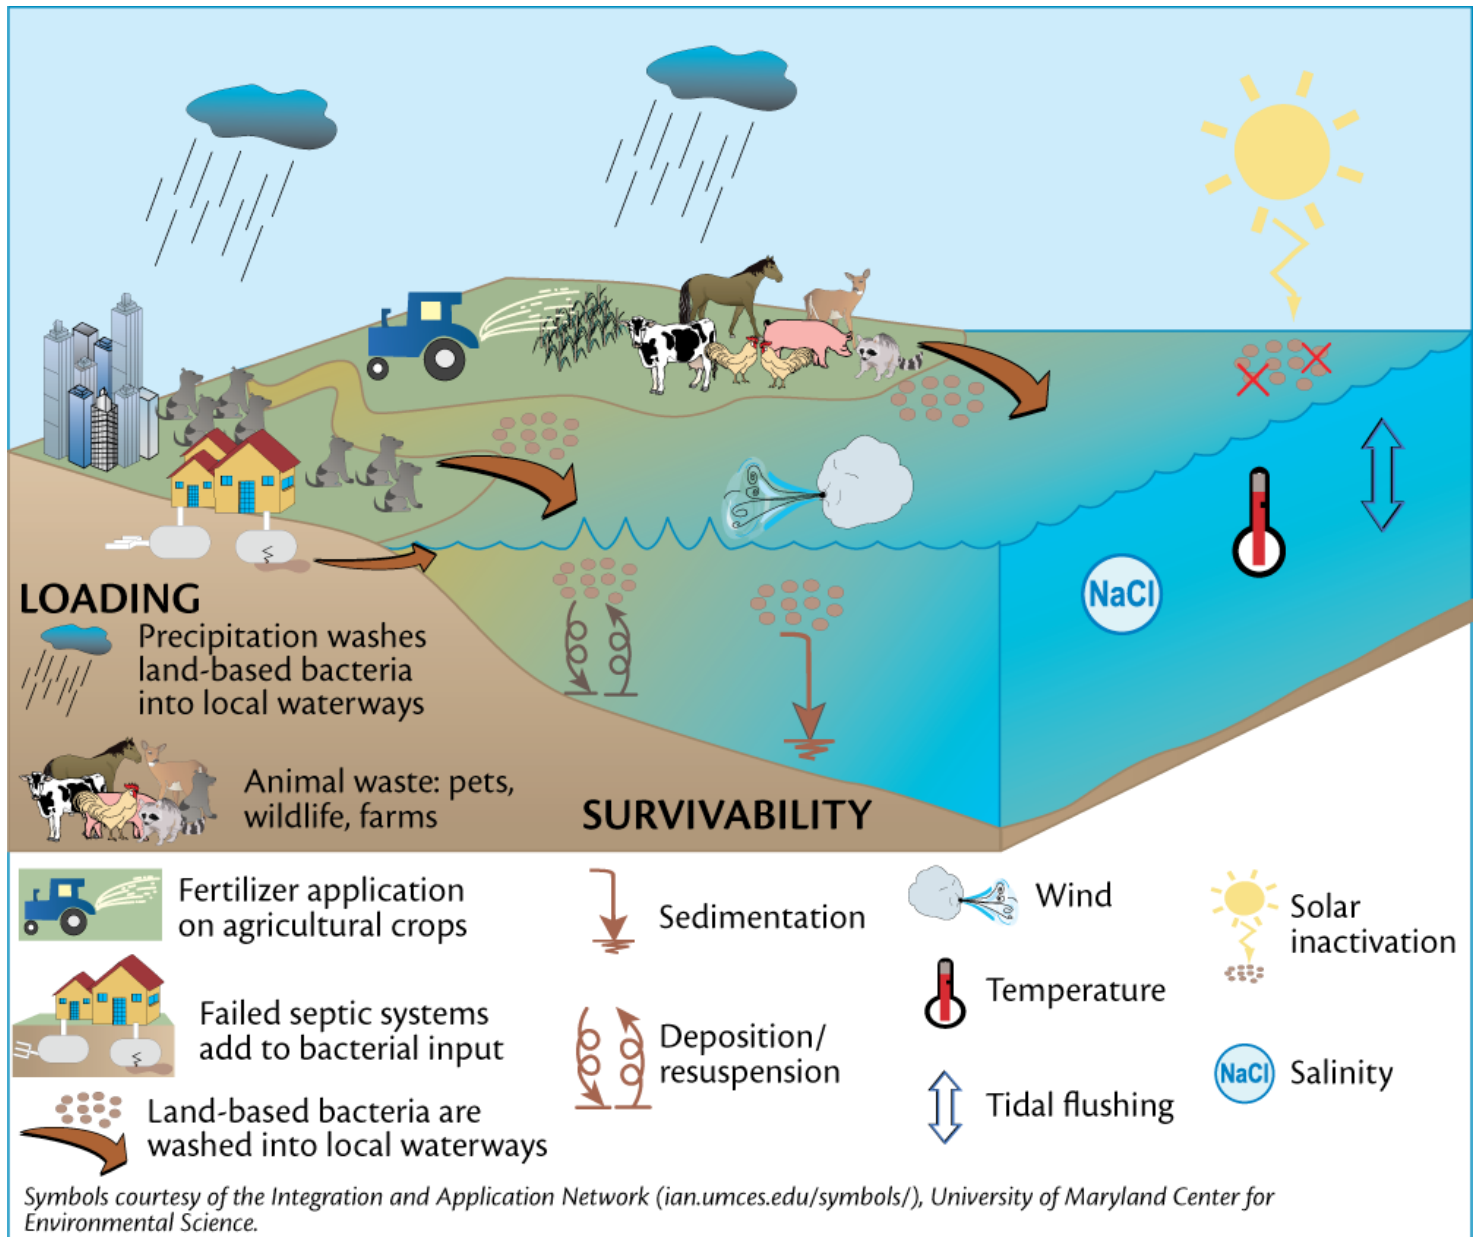 NaCl
LOADING
Precipitation washes
land-based bacteria
into local waterways
Animal waste: pets,
wildlife, farms
SURVIVABILITY
Fertilizer application
on agricultural crops
Failed septic systems
add to bacterial input
Land-based bacteria are
washed into local waterways
Sedimentation
Deposition/
resuspension
Wind
Temperature
Tidal flushing
Solar
inactivation
NaCl
Salinity
Symbols courtesy of the Integration and Application Network (ian.umces.edu/symbols/), University of Maryland Center for
Environmental Science.